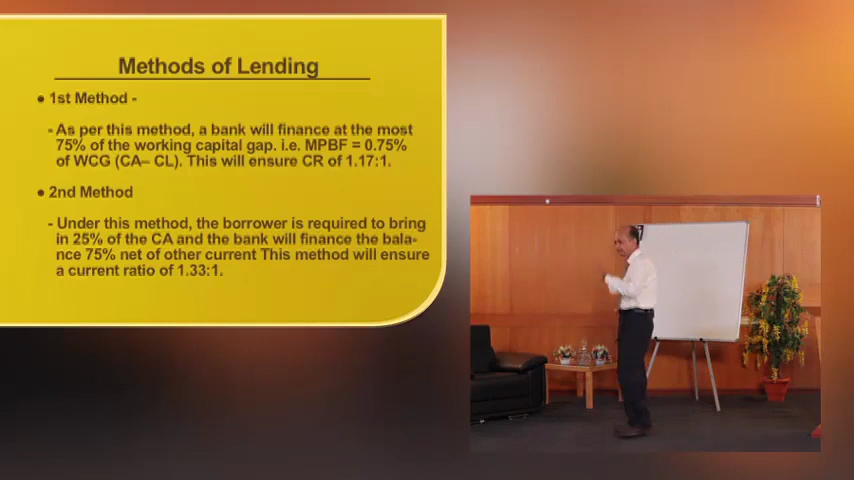 Methods of Lending
● 1st Method -
- As per this method, a bank will finance at the most
75% of the working capital gap. i.e. MPBF = 0.75%
of WCG (CA– CL). This will ensure CR of 1.17:1.
● 2nd Method
- Under this method, the borrower is required to bring
in 25% of the CA and the bank will finance the bala-
nce 75% net of other current This method will ensure
a current ratio of 1.33:1.